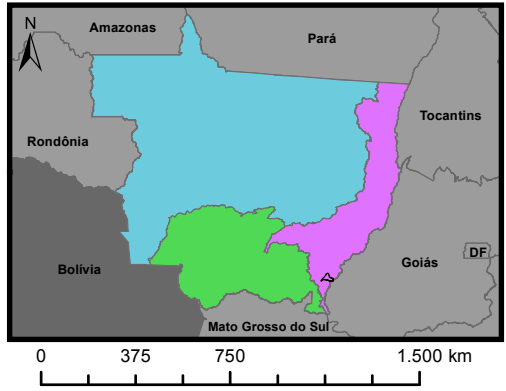 N
Amazonas
Pará
Tocantins
Rondônia
DF
Goiás
Bolívia
Mato Grosso do Sul
0 375 750 1.500 km